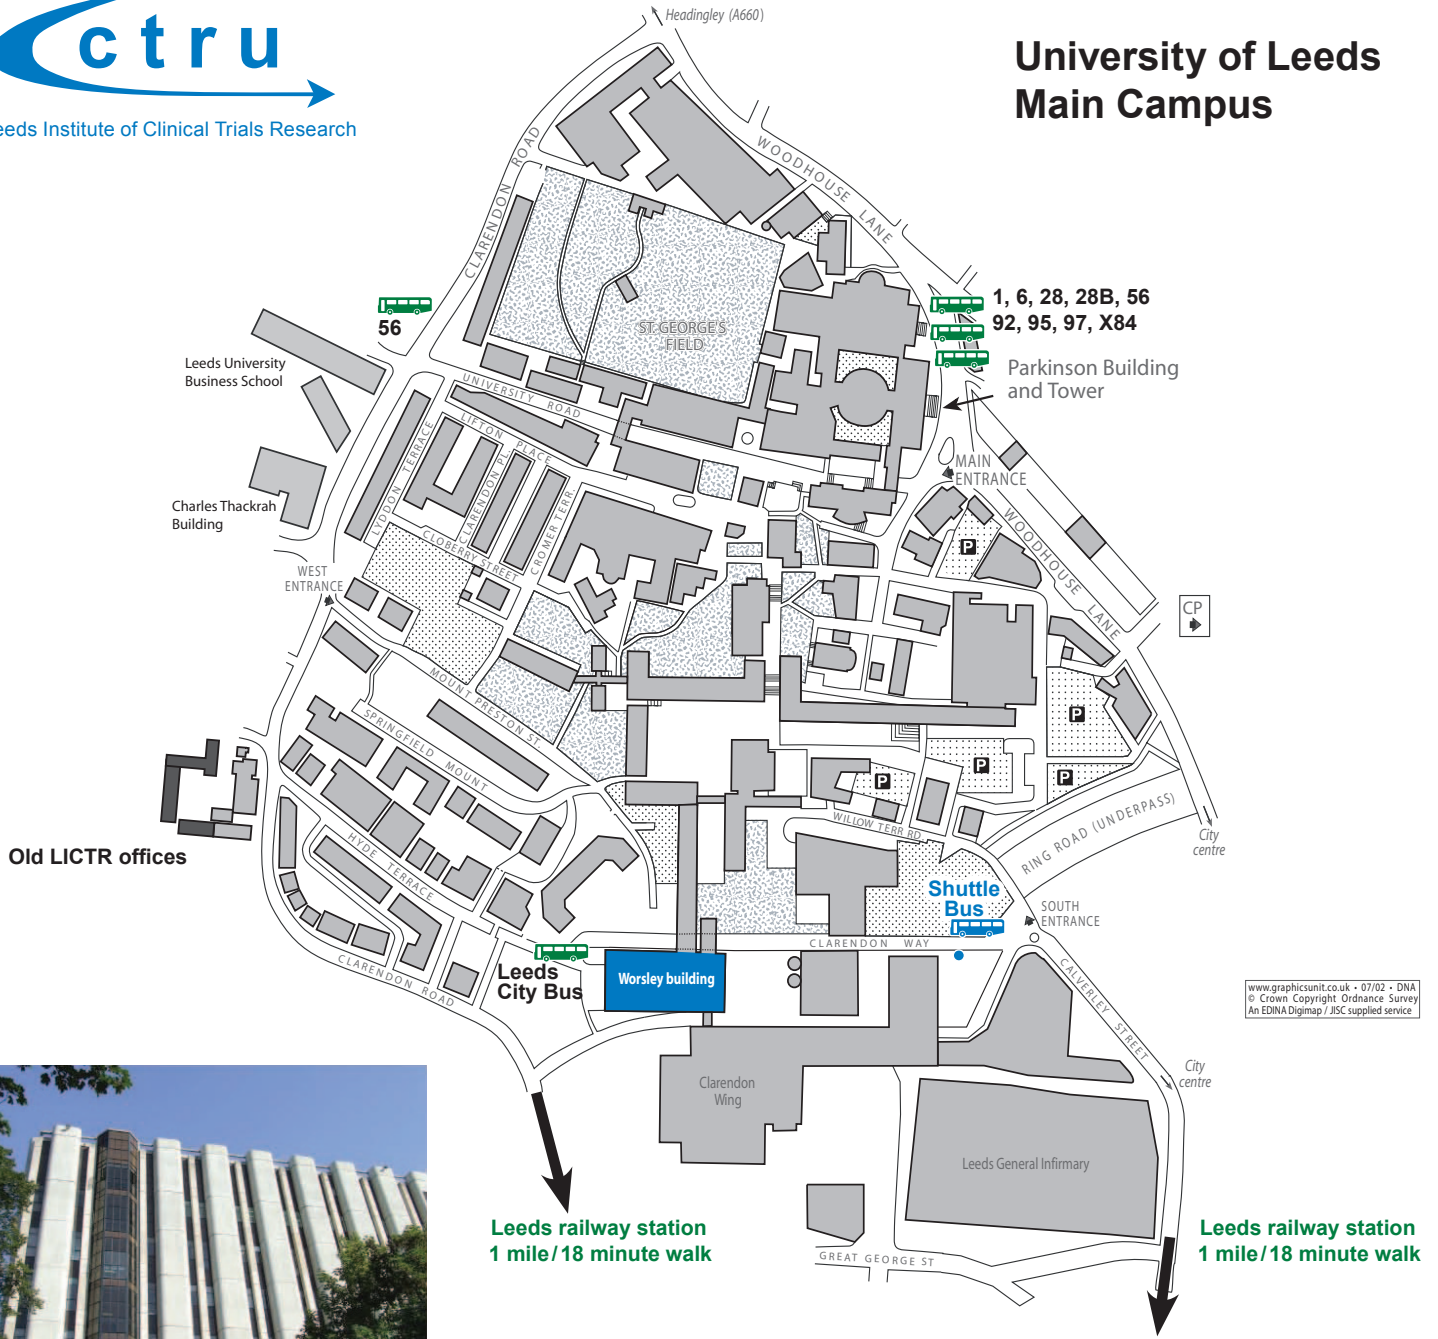 Headingley (A660)
ctru
University of Leeds
Main Campus
Leeds Institute of Clinical Trials Research
CLARENDON ROAD
WOODHOUSE LANE
1, 6, 28, 28B, 56
92, 95, 97, X84
56
ST. GEORGE'S
FIELD
Leeds University
Business School
Parkinson Building
and Tower
UNIVERSITY ROAD
LIFTON PLACE
LYDDON TERRACE
CLARENDON PL.
CROMER TERR.
CLOBERRY STREET
MAIN
ENTRANCE
WOODHOUSE LANE
Charles Thackrah
Building
P
WEST
ENTRANCE
CP
MOUNT PRESTON ST.
SPRINGFIELD MOUNT
P
P
P
P
WILLOW TERR RD
RING ROAD (UNDERPASS)
City
centre
Old LICTR offices
HYDE TERRACE
Shuttle
Bus
SOUTH
ENTRANCE
CLARENDON WAY
CLARENDON ROAD
Leeds
City Bus
Worsley building
CALVERLEY STREET
www.graphicsunit.co.uk • 07/02 • DNA
© Crown Copyright Ordnance Survey
An EDINA Digimap / JISC supplied service
City
centre
Clarendon
Wing
Leeds General Infirmary
Leeds railway station
1 mile/18 minute walk
Leeds railway station
1 mile/18 minute walk
GREAT GEORGE ST